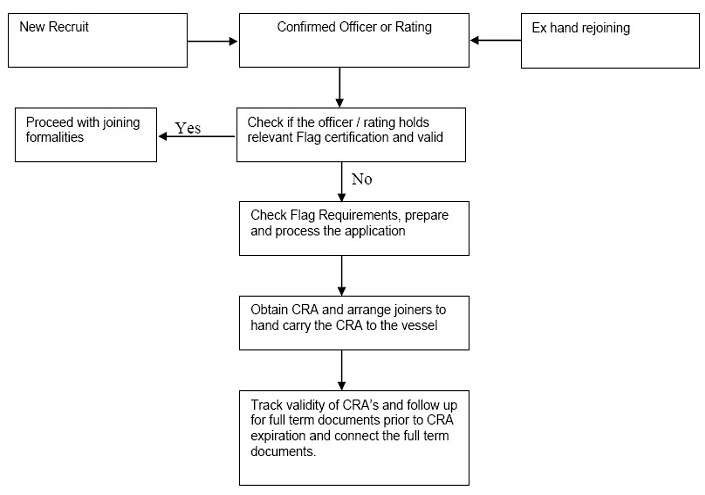 New Recruit
Confirmed Officer or Rating
Ex hand rejoining
Proceed with joining
formalities
Yes
Check if the officer / rating holds
relevant Flag certification and valid
No
Check Flag Requirements, prepare
and process the application
Obtain CRA and arrange joiners to
hand carry the CRA to the vessel
Track validity of CRA's and follow up
for full term documents prior to CRA
expiration and connect the full term
documents.